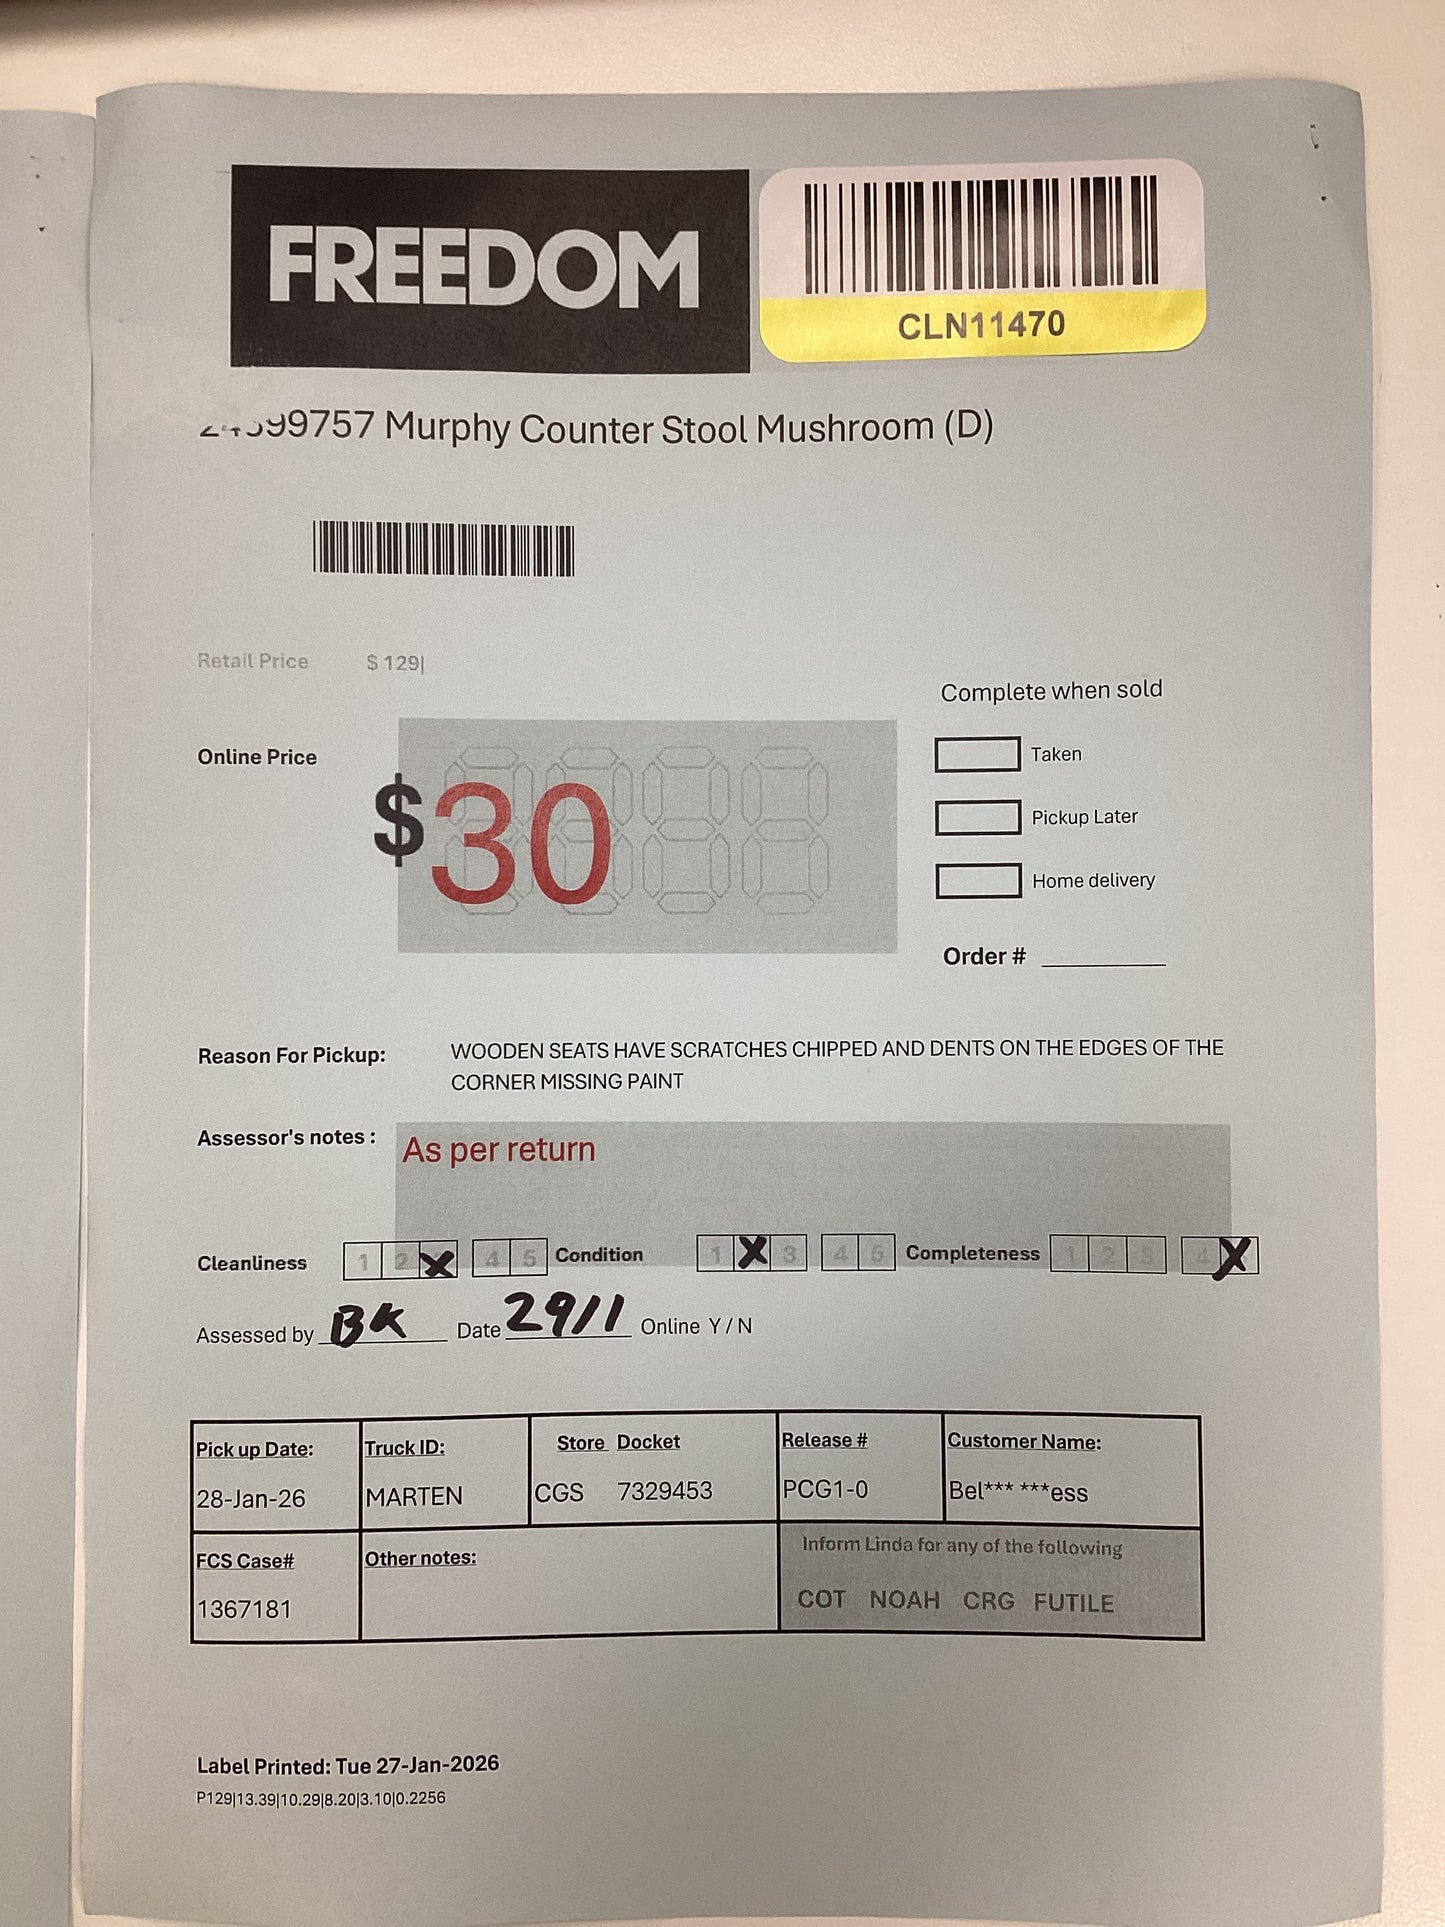 FREEDOM
CLN11470
Murphy Counter Stool Mushroom (D)
Retail Price $ 129|
Complete when sold
Online Price
$30
Taken
Pickup Later
Home delivery
Order #
Reason For Pickup: WOODEN SEATS HAVE SCRATCHES CHIPPED AND DENTS ON THE EDGES OF THE
CORNER MISSING PAINT
Assessor's notes : As per return
Cleanliness 1 2 X 4 5 Condition 1 X 3 4 5 Completeness 1 2 3 4 X
Assessed by BK Date 29/1 Online Y / N
Pick up Date: Truck ID: Store Docket Release # Customer Name:
28-Jan-26 MARTEN CGS 7329453 PCG1-0 Bel*** ***ess
FCS Case# Other notes: Inform Linda for any of the following
1367181 COT NOAH CRG FUTILE
Label Printed: Tue 27-Jan-2026
P129|13.39|10.29|8.20|3.10|0.2256